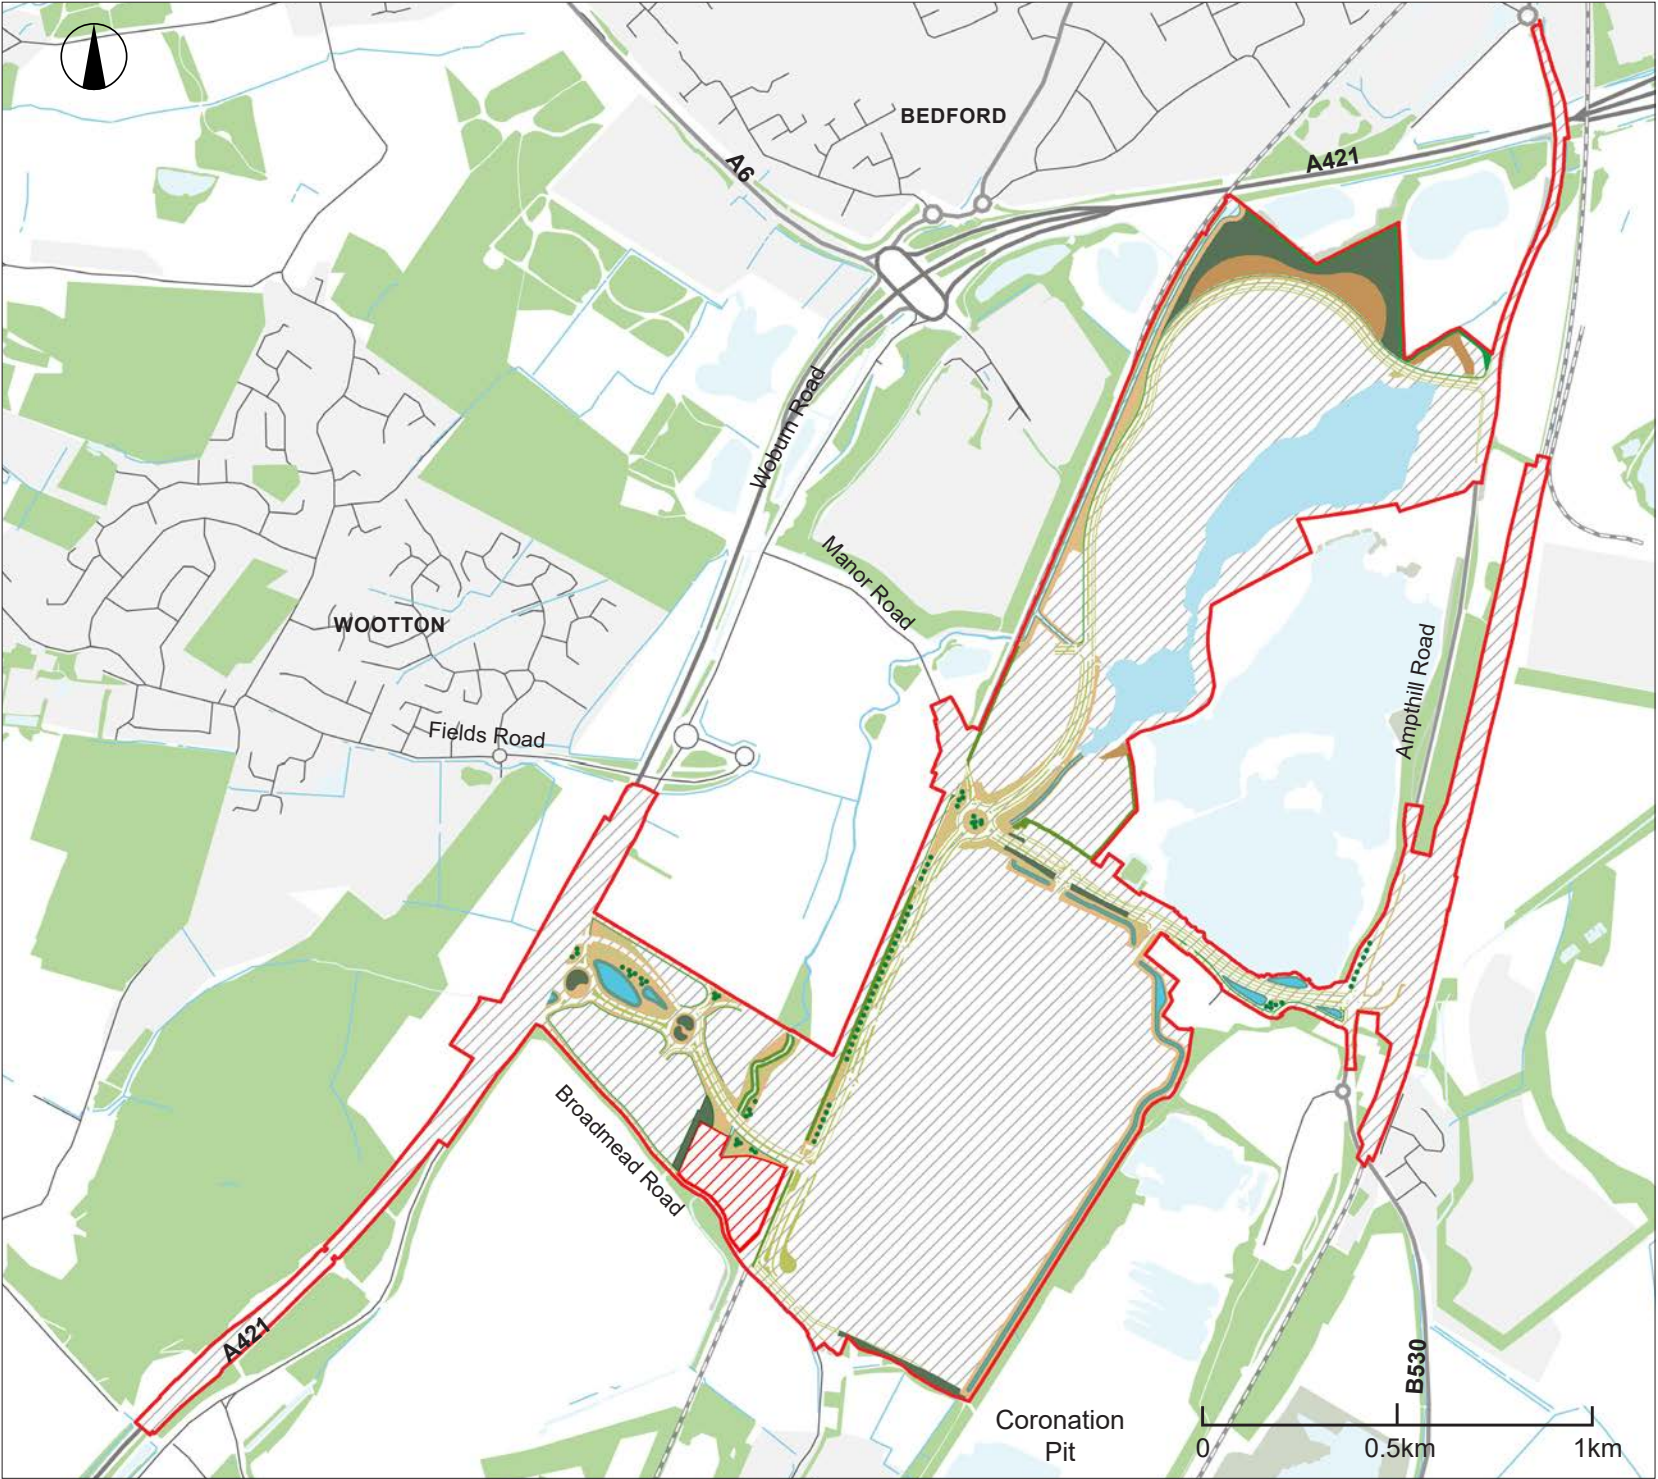 BEDFORD
A6
A421
Woburn Road
Manor Road
WOOTTON
Fields Road
Ampthill Road
Broadmead Road
A421
B530
Coronation
Pit
0
0.5km
1km